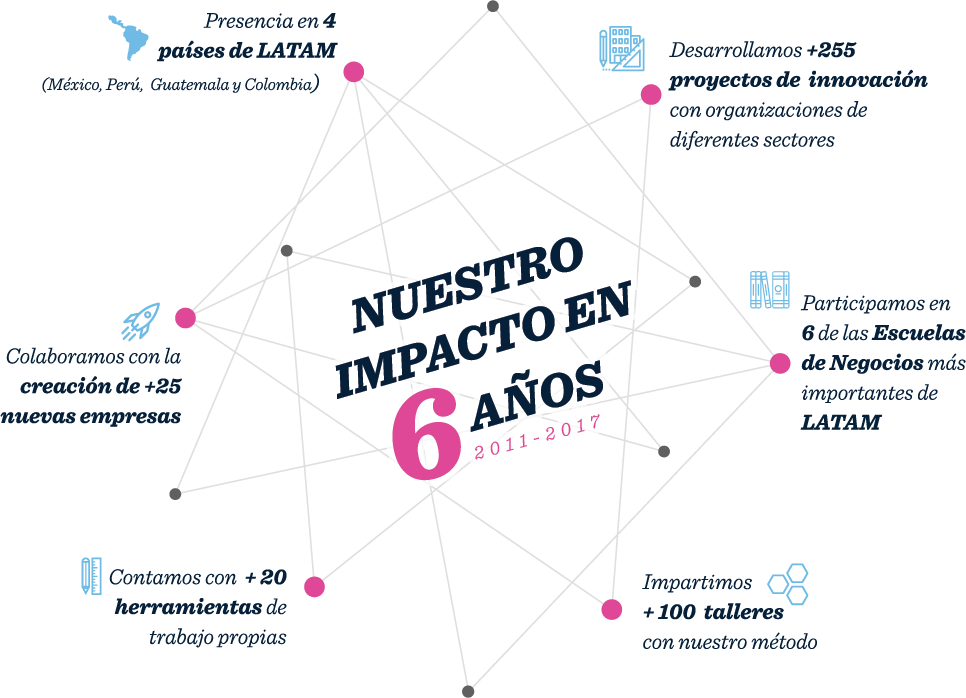 Presencia en 4
países de LATAM
(México, Perú, Guatemala y Colombia)
Desarrollamos +255
proyectos de innovación
con organizaciones de
diferentes sectores
NUESTRO
IMPACTO EN
6 AÑOS
2011-2017
Colaboramos con la
creación de +25
nuevas empresas
Participamos en
6 de las Escuelas
de Negocios más
importantes de
LATAM
Contamos con + 20
herramientas de
trabajo propias
Impartimos
+ 100 talleres
con nuestro método